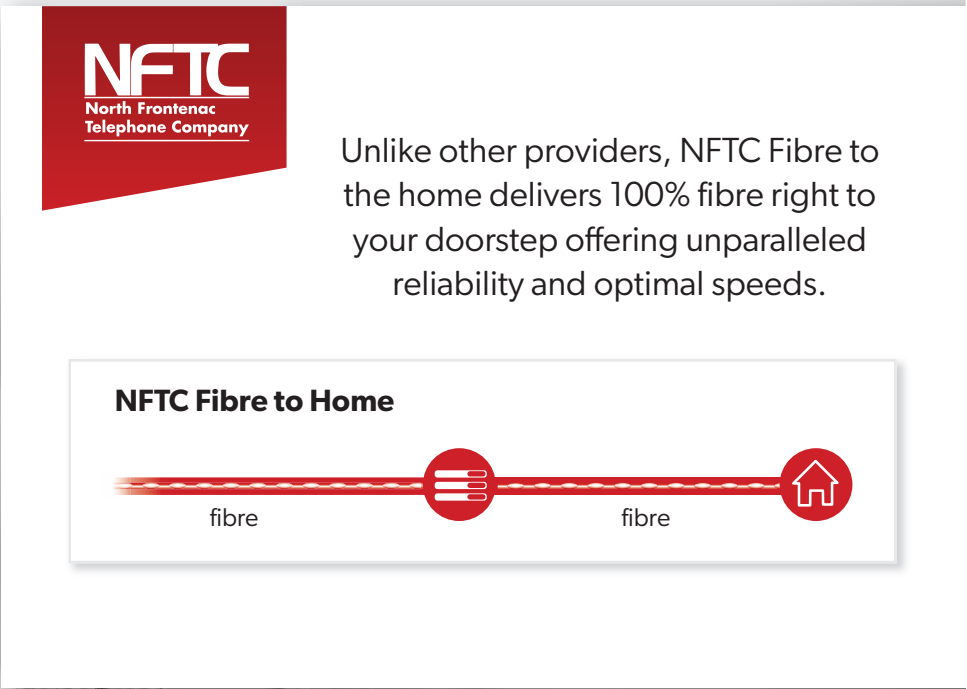 NFTC
North Frontenac
Telephone Company
Unlike other providers, NFTC Fibre to
the home delivers 100% fibre right to
your doorstep offering unparalleled
reliability and optimal speeds.
NFTC Fibre to Home
fibre
fibre